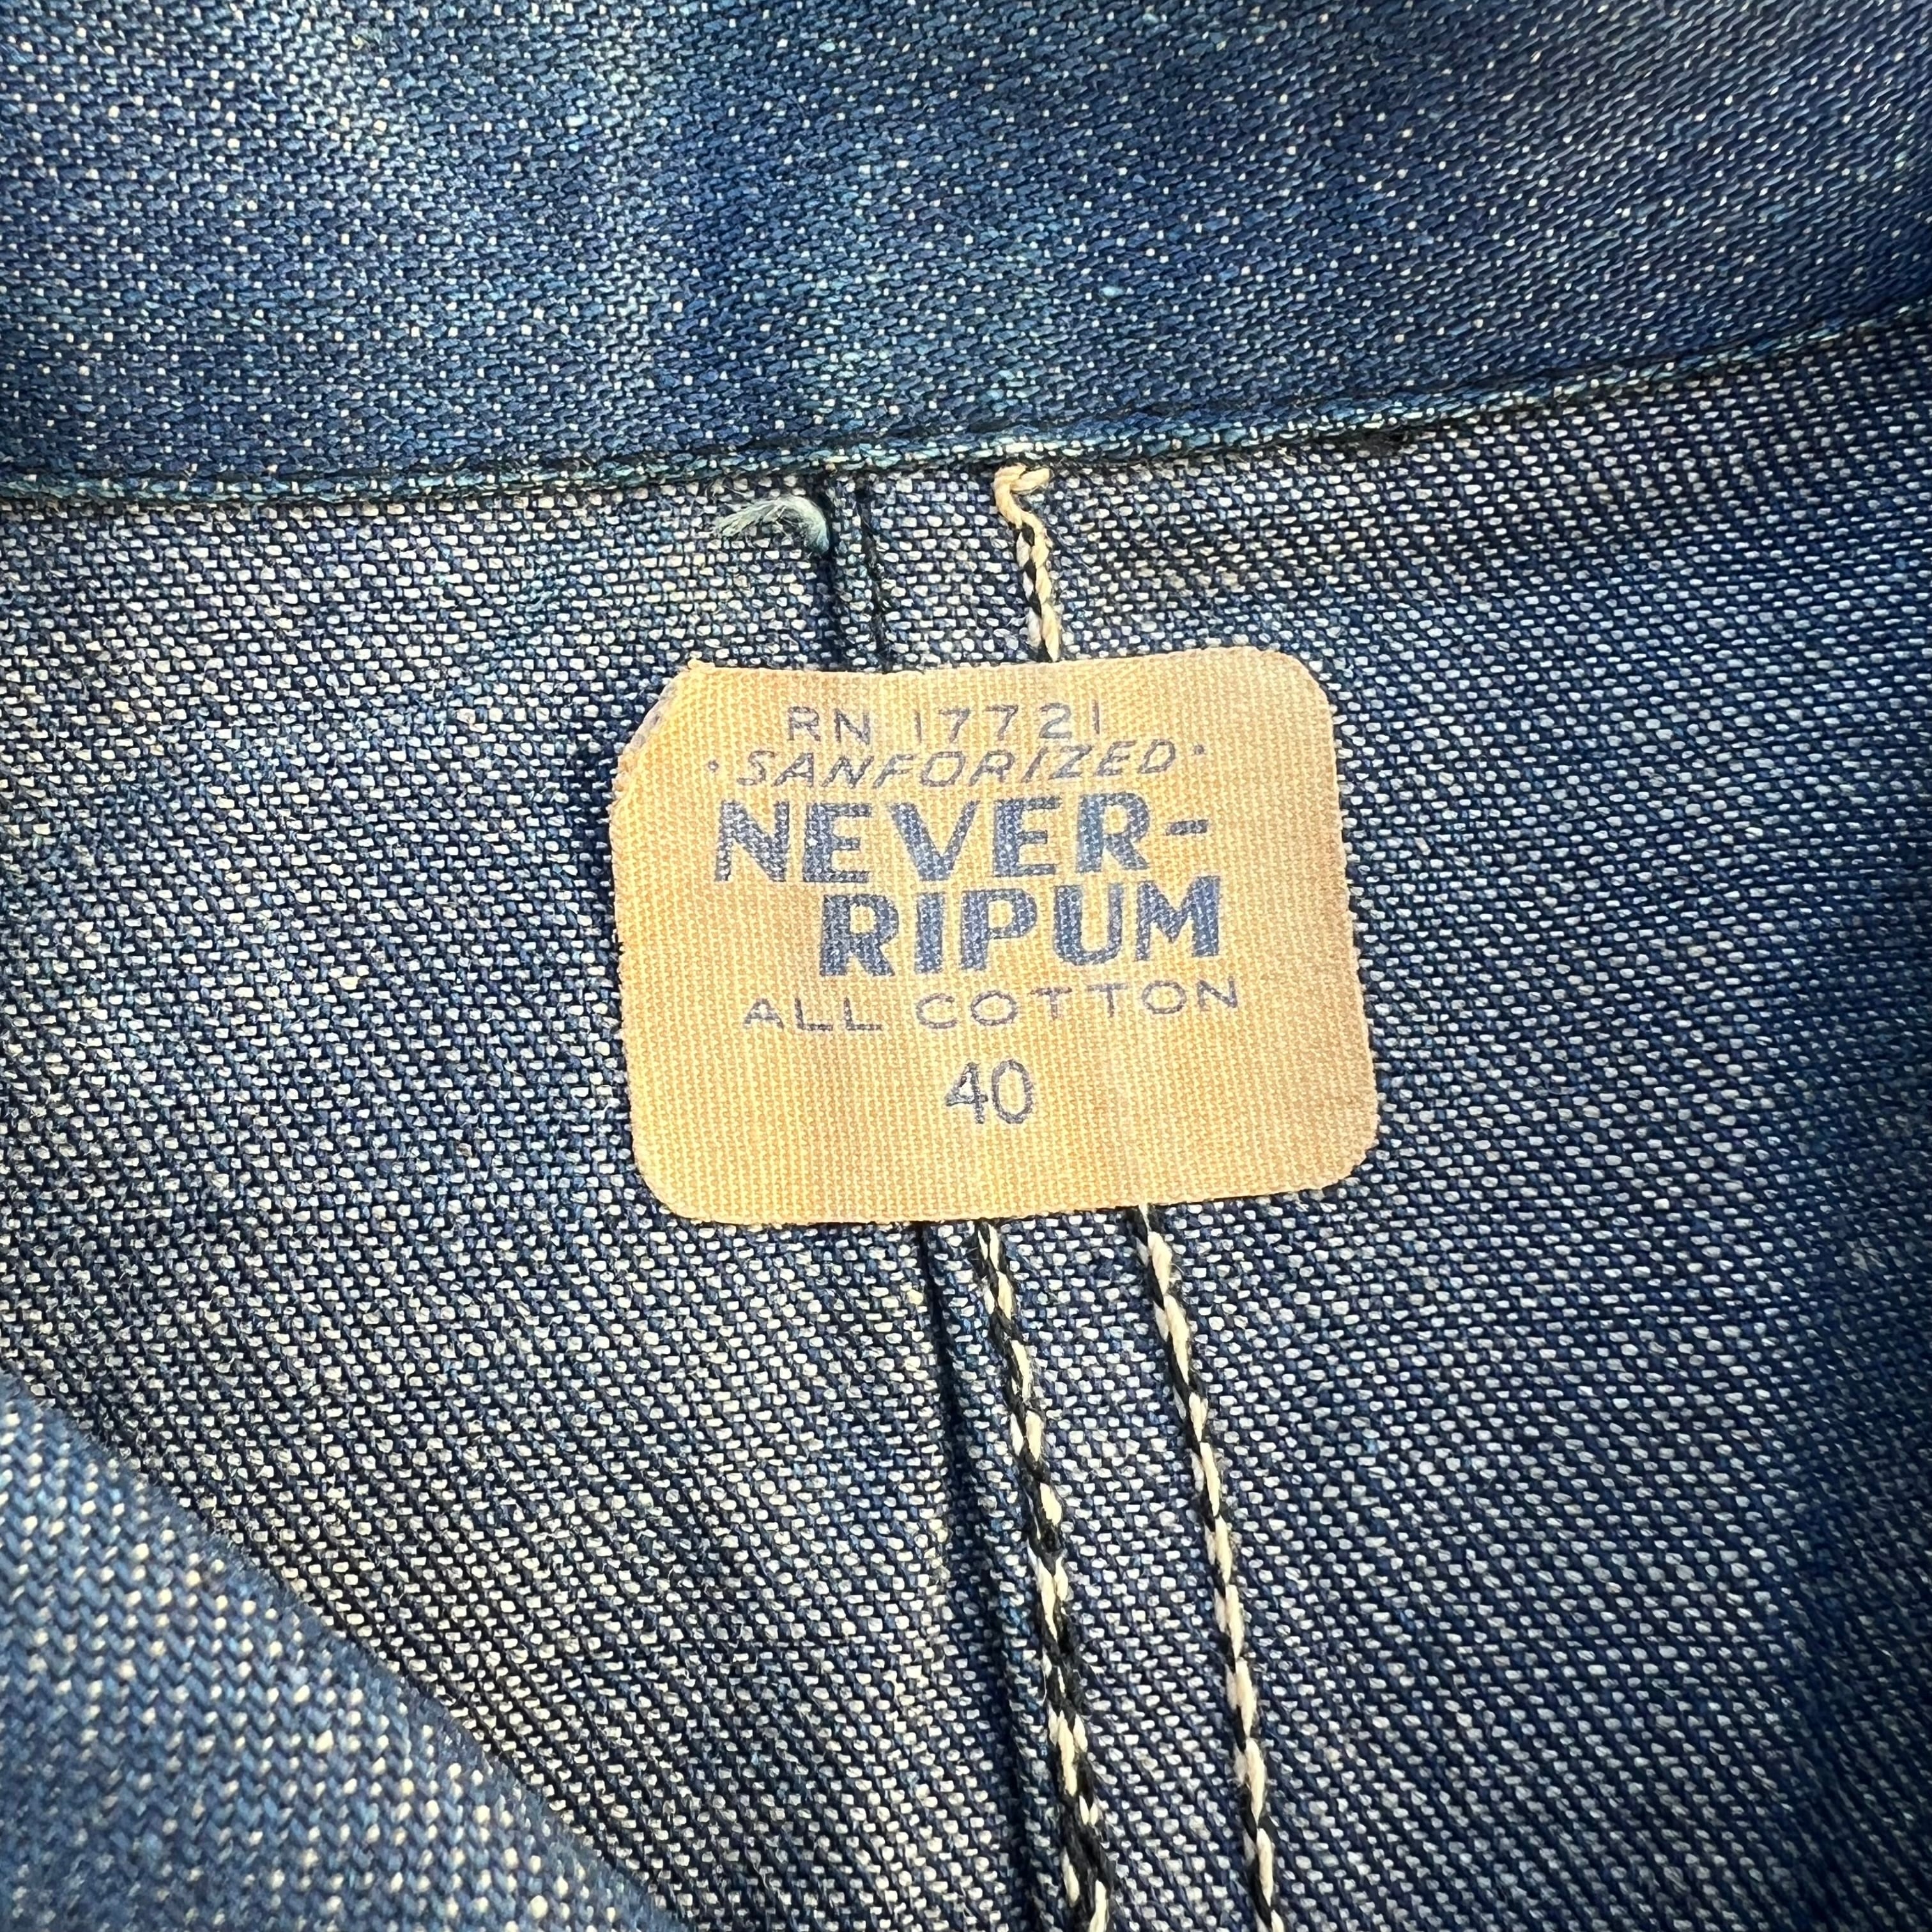 RN 17721
·SANFORIZED·
NEVER-
RIPUM
ALL COTTON
40